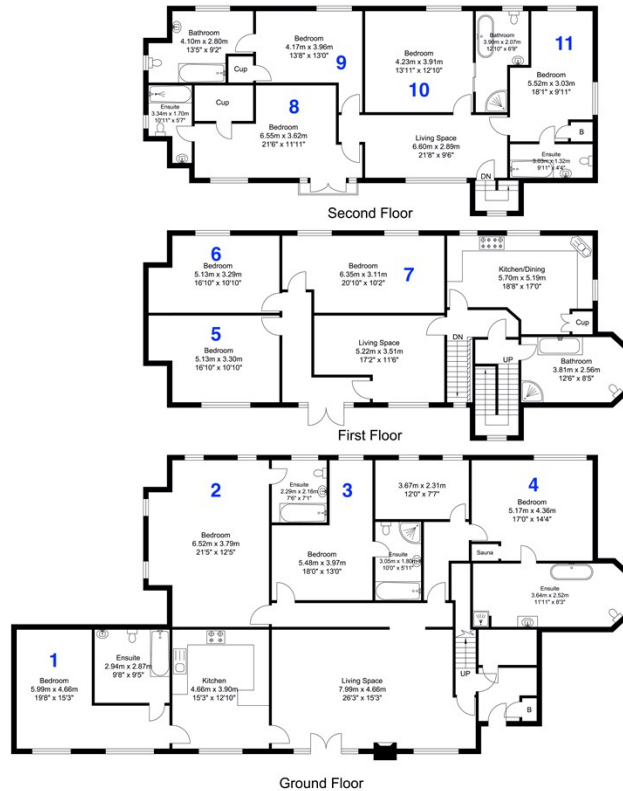 Bathroom
4.10m x 2.80m
13'5 x 9'2
Bedroom
4.17m x 3.96m
13'8 x 13'0
9
Cup
Bedroom
4.23m x 3.91m
13'11 x 12'10
10
Bathroom
3.90m x 2.07m
12'10 x 6'9
11
Bedroom
5.52m x 3.03m
18'1 x 9'11
Ensuite
3.34m x 1.70m
10'11 x 5'7
Cup
8
Bedroom
6.55m x 3.62m
21'6 x 11'11
Living Space
6.60m x 2.89m
21'8 x 9'6
B
Ensuite
3.03m x 1.32m
9'11 x 4'4
DN
Second Floor
6
Bedroom
5.13m x 3.29m
16'10 x 10'10
Bedroom
6.35m x 3.11m
20'10 x 10'2
7
Kitchen/Dining
5.70m x 5.19m
18'8 x 17'0
Cup
5
Bedroom
5.13m x 3.30m
16'10 x 10'10
Living Space
5.22m x 3.51m
17'2 x 11'6
DN
UP
Bathroom
3.81m x 2.56m
12'6 x 8'5
First Floor
2
Bedroom
6.52m x 3.79m
21'5 x 12'5
Ensuite
2.29m x 2.16m
7'6 x 7'1
3
Bedroom
5.48m x 3.97m
18'0 x 13'0
3.67m x 2.31m
12'0 x 7'7
Ensuite
3.05m x 1.80m
10'0 x 5'11
4
Bedroom
5.17m x 4.36m
17'0 x 14'4
Sauna
Ensuite
3.64m x 2.52m
11'11 x 8'3
1
Bedroom
5.99m x 4.66m
19'8 x 15'3
Ensuite
2.94m x 2.87m
9'8 x 9'5
Kitchen
4.66m x 3.90m
15'3 x 12'10
Living Space
7.99m x 4.66m
26'3 x 15'3
UP
B
Ground Floor